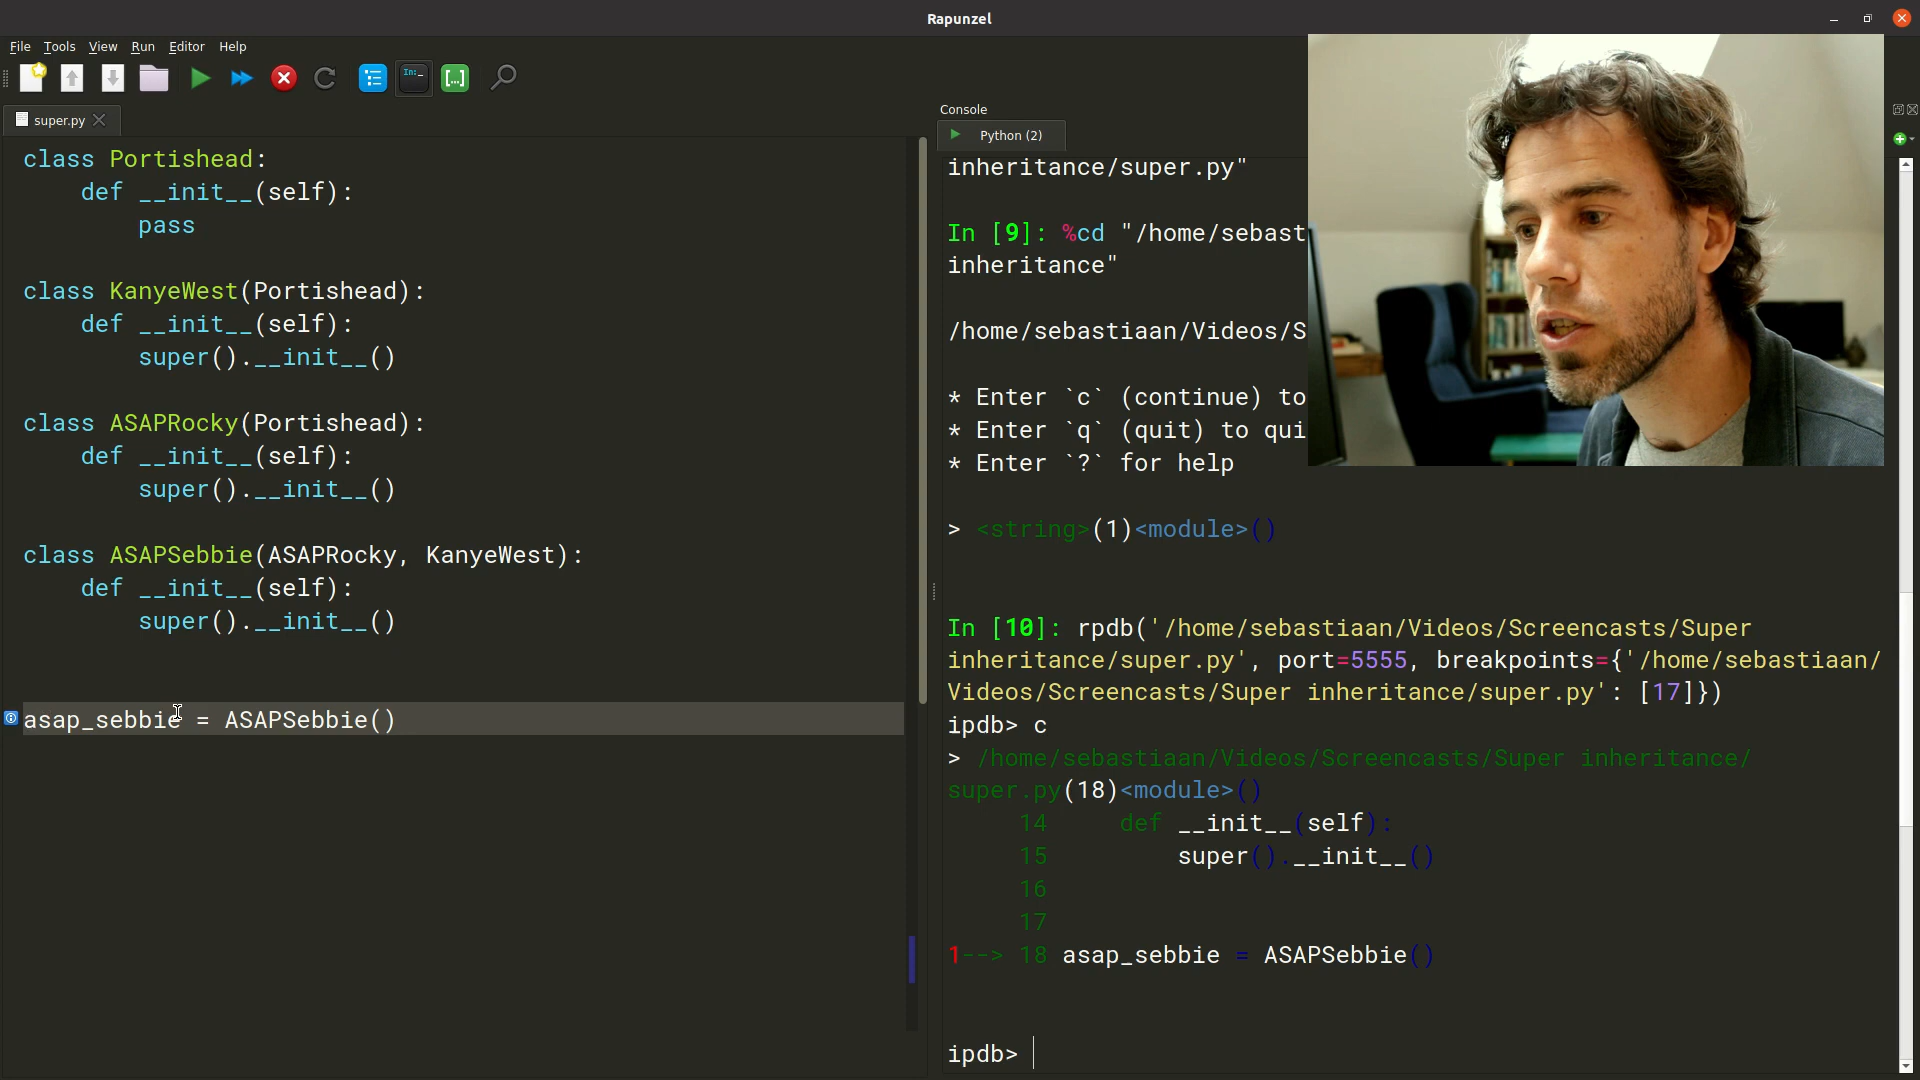 Rapunzel
File Tools View Run Editor Help
super.py
class Portishead:
def __init__(self):
pass
class KanyeWest(Portishead):
def __init__(self):
super().__init__()
class ASAPRocky(Portishead):
def __init__(self):
super().__init__()
class ASAPSebbie(ASAPRocky, KanyeWest):
def __init__(self):
super().__init__()
asap_sebbie = ASAPSebbie()
Console
Python (2)
inheritance/super.py"
In [9]: %cd "/home/sebast
inheritance"
/home/sebastiaan/Videos/S
* Enter `c` (continue) to
* Enter `q` (quit) to qui
* Enter `?` for help
> <string>(1)<module>()
In [10]: rpdb('/home/sebastiaan/Videos/Screencasts/Super
inheritance/super.py', port=5555, breakpoints={'/home/sebastiaan/
Videos/Screencasts/Super inheritance/super.py': [17]})
ipdb> c
> /home/sebastiaan/Videos/Screencasts/Super inheritance/
super.py(18)<module>()
14 def __init__(self):
15 super().__init__()
16
17
1--> 18 asap_sebbie = ASAPSebbie()
ipdb>